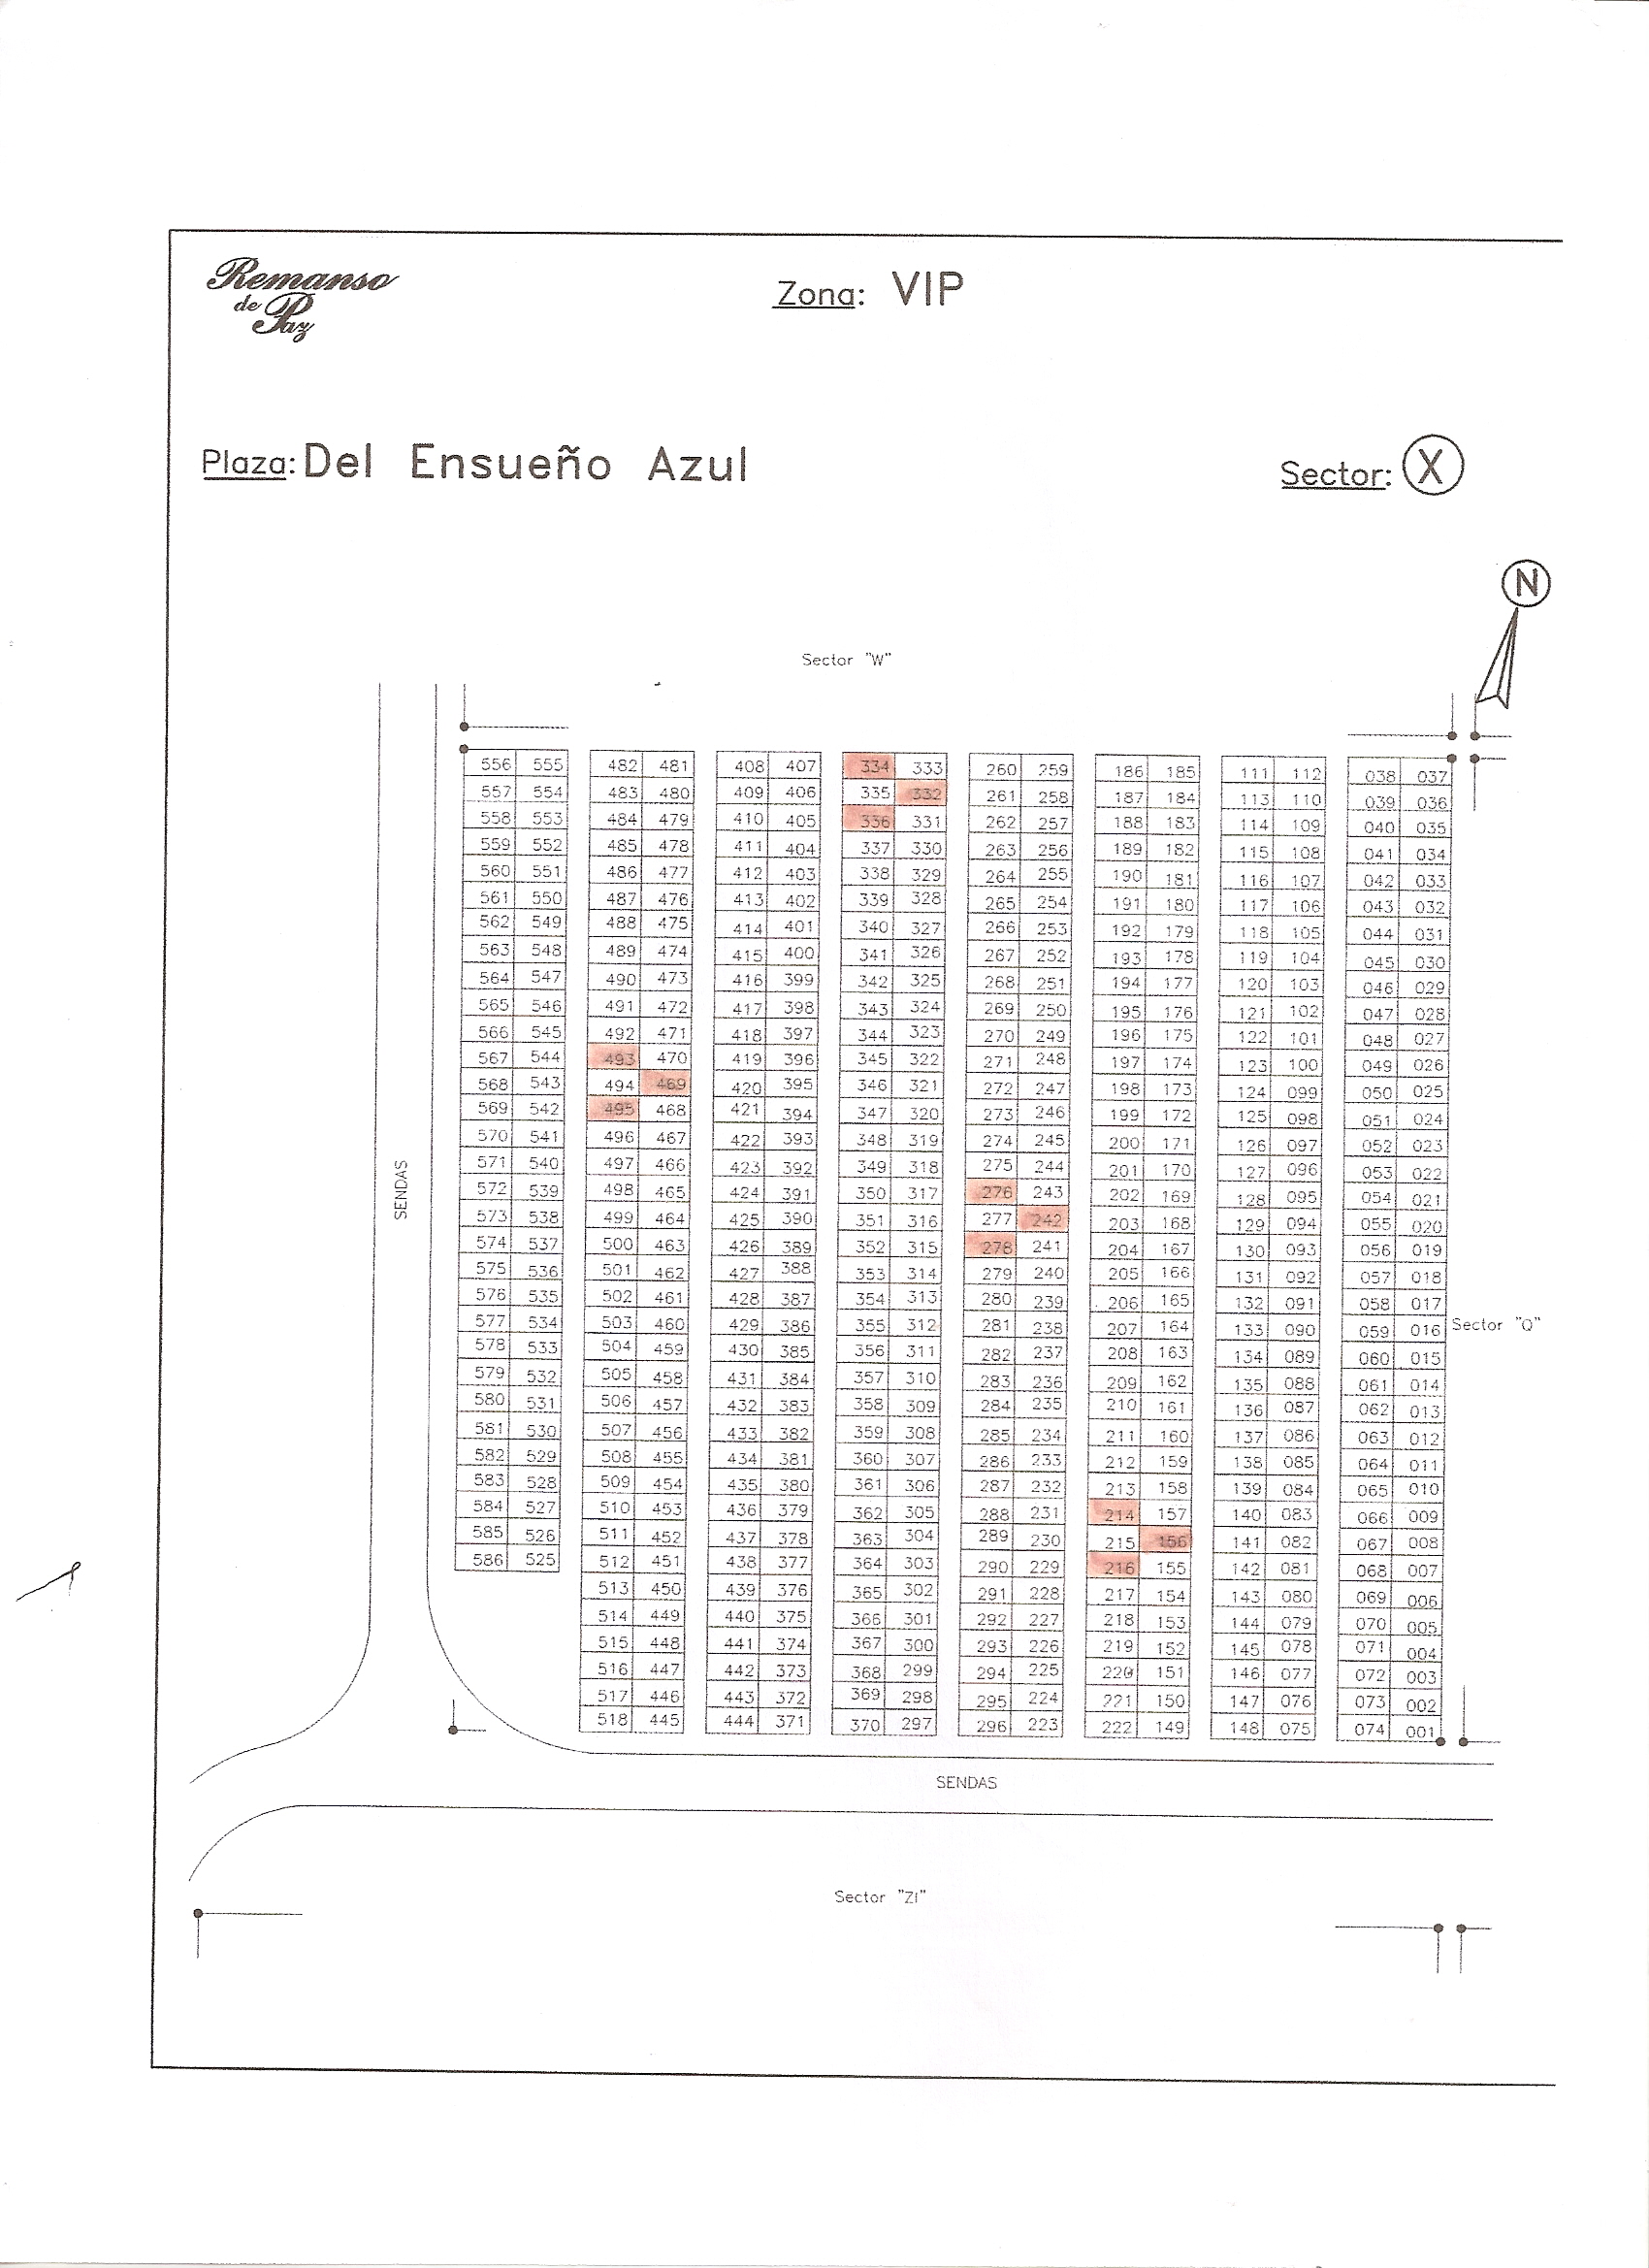 Remanso
de Paz
Zona: VIP
Plaza: Del Ensueño Azul
Sector: X
N
Sector "W"
556 555 482 481 408 407 334 333 260 259 186 185 111 112 038 037
557 554 483 480 409 406 335 332 261 258 187 184 113 110 039 036
558 553 484 479 410 405 336 331 262 257 188 183 114 109 040 035
559 552 485 478 411 404 337 330 263 256 189 182 115 108 041 034
560 551 486 477 412 403 338 329 264 255 190 181 116 107 042 033
561 550 487 476 413 402 339 328 265 254 191 180 117 106 043 032
562 549 488 475 414 401 340 327 266 253 192 179 118 105 044 031
563 548 489 474 415 400 341 326 267 252 193 178 119 104 045 030
564 547 490 473 416 399 342 325 268 251 194 177 120 103 046 029
565 546 491 472 417 398 343 324 269 250 195 176 121 102 047 028
566 545 492 471 418 397 344 323 270 249 196 175 122 101 048 027
567 544 493 470 419 396 345 322 271 248 197 174 123 100 049 026
568 543 494 469 420 395 346 321 272 247 198 173 124 099 050 025
569 542 495 468 421 394 347 320 273 246 199 172 125 098 051 024
570 541 496 467 422 393 348 319 274 245 200 171 126 097 052 023
571 540 497 466 423 392 349 318 275 244 201 170 127 096 053 022
SENDAS
572 539 498 465 424 391 350 317 276 243 202 169 128 095 054 021
573 538 499 464 425 390 351 316 277 242 203 168 129 094 055 020
574 537 500 463 426 389 352 315 278 241 204 167 130 093 056 019
575 536 501 462 427 388 353 314 279 240 205 166 131 092 057 018
576 535 502 461 428 387 354 313 280 239 206 165 132 091 058 017
577 534 503 460 429 386 355 312 281 238 207 164 133 090 059 016 Sector "Q"
578 533 504 459 430 385 356 311 282 237 208 163 134 089 060 015
579 532 505 458 431 384 357 310 283 236 209 162 135 088 061 014
580 531 506 457 432 383 358 309 284 235 210 161 136 087 062 013
581 530 507 456 433 382 359 308 285 234 211 160 137 086 063 012
582 529 508 455 434 381 360 307 286 233 212 159 138 085 064 011
583 528 509 454 435 380 361 306 287 232 213 158 139 084 065 010
584 527 510 453 436 379 362 305 288 231 214 157 140 083 066 009
585 526 511 452 437 378 363 304 289 230 215 156 141 082 067 008
586 525 512 451 438 377 364 303 290 229 216 155 142 081 068 007
513 450 439 376 365 302 291 228 217 154 143 080 069 006
514 449 440 375 366 301 292 227 218 153 144 079 070 005
515 448 441 374 367 300 293 226 219 152 145 078 071 004
516 447 442 373 368 299 294 225 220 151 146 077 072 003
517 446 443 372 369 298 295 224 221 150 147 076 073 002
518 445 444 371 370 297 296 223 222 149 148 075 074 001
SENDAS
Sector "ZI"